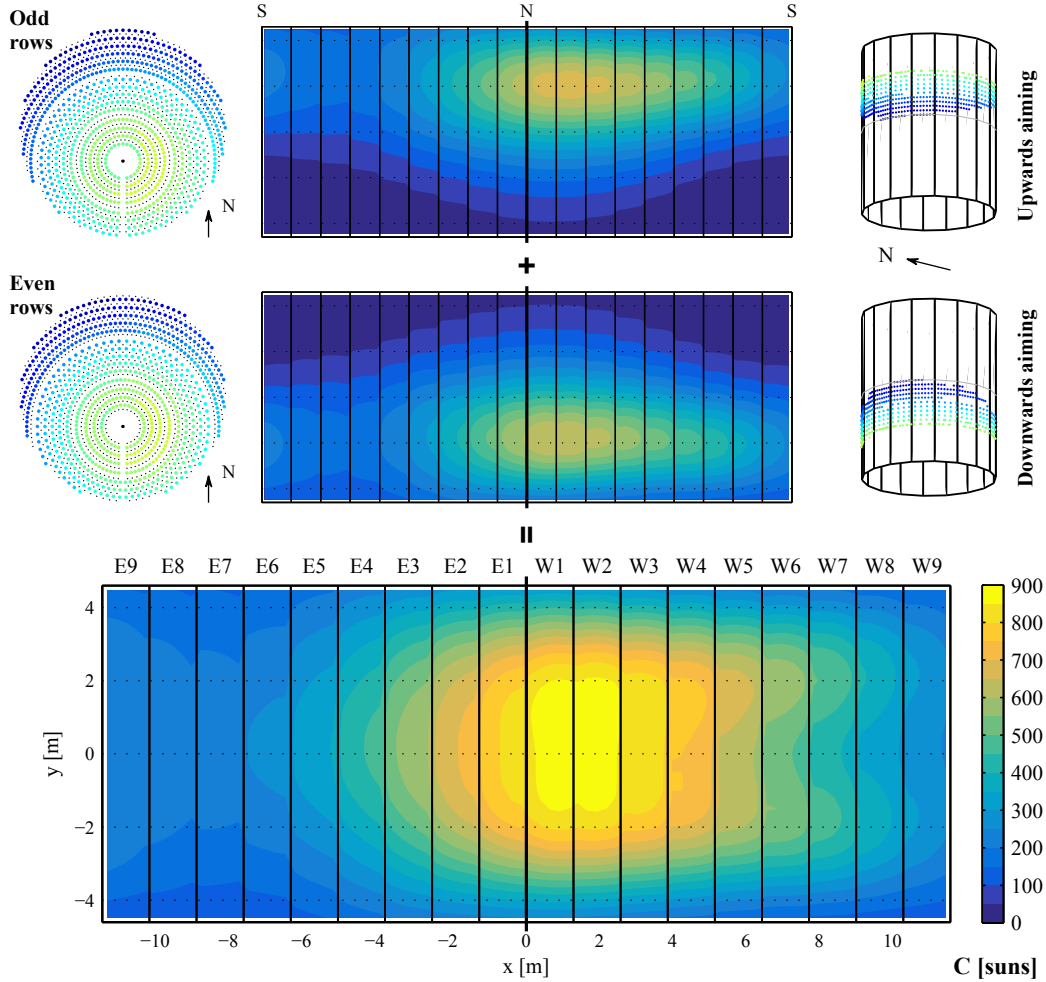 Odd
rows
S N S
N
Upwards aiming
+
N
Even
rows
N
Downwards aiming
=
E9 E8 E7 E6 E5 E4 E3 E2 E1 W1 W2 W3 W4 W5 W6 W7 W8 W9
4
2
0
−2
−4
y [m]
−10 −8 −6 −4 −2 0 2 4 6 8 10
x [m]
900
800
700
600
500
400
300
200
100
0
C [suns]